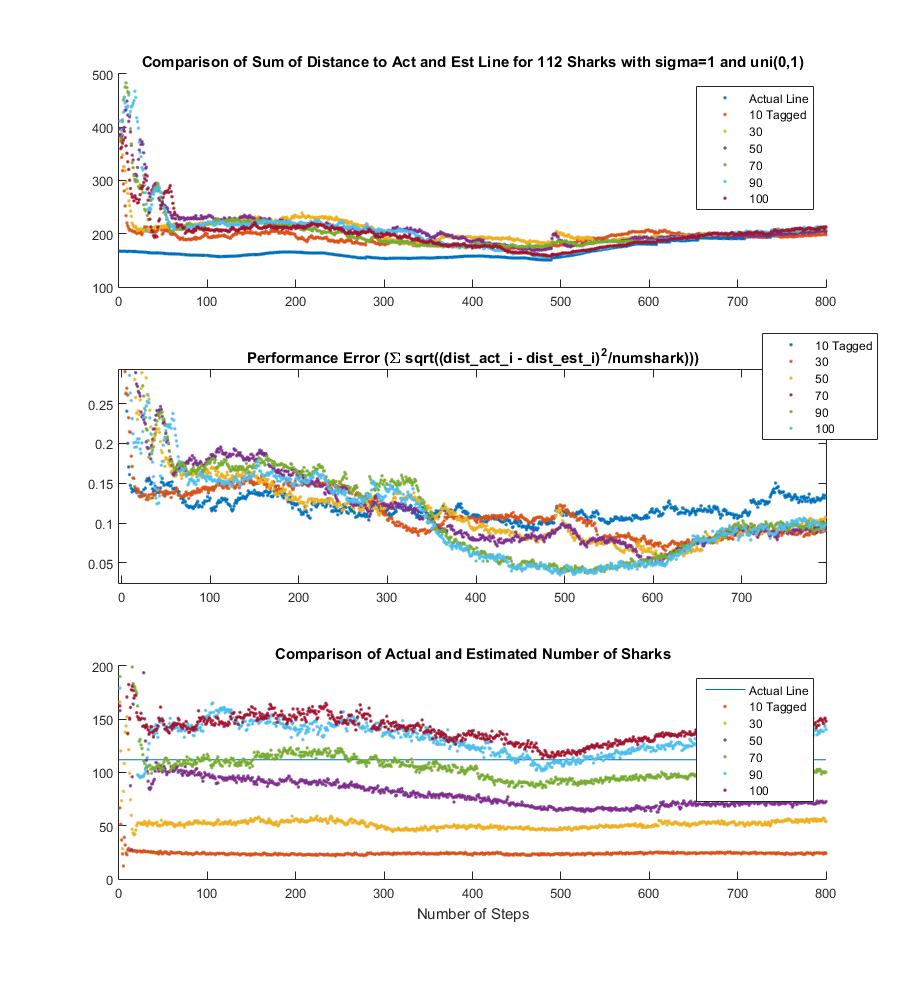 Comparison of Sum of Distance to Act and Est Line for 112 Sharks with sigma=1 and uni(0,1)
500
400
300
200
100
0 100 200 300 400 500 600 700 800
Actual Line
10 Tagged
30
50
70
90
100
Performance Error (Σ sqrt((dist_act_i - dist_est_i)²/numshark)))
0.25
0.2
0.15
0.1
0.05
0 100 200 300 400 500 600 700
10 Tagged
30
50
70
90
100
Comparison of Actual and Estimated Number of Sharks
200
150
100
50
0
0 100 200 300 400 500 600 700 800
Actual Line
10 Tagged
30
50
70
90
100
Number of Steps